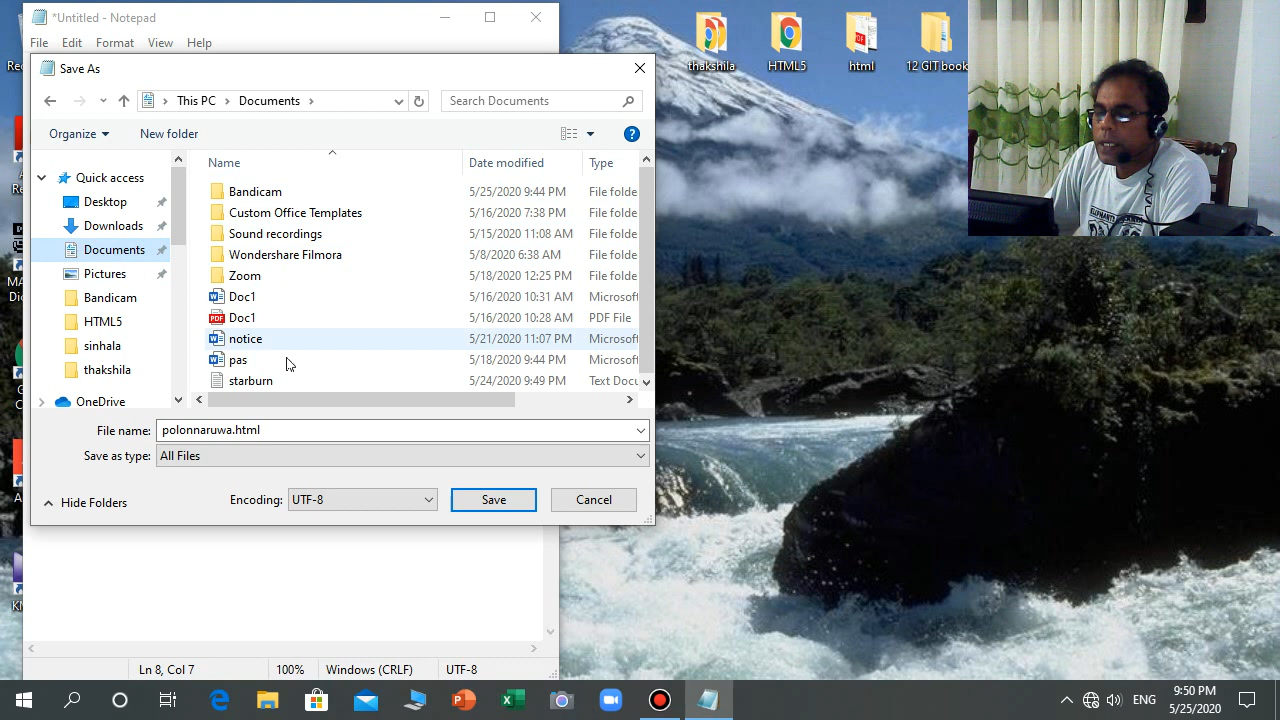 *Untitled - Notepad
File Edit Format View Help
Save As
This PC Documents
Search Documents
Organize New folder
Name Date modified Type
Quick access
Desktop
Downloads
Documents
Pictures
Bandicam
HTML5
sinhala
thakshila
OneDrive
Bandicam 5/25/2020 9:44 PM File folde
Custom Office Templates 5/16/2020 7:38 PM File folde
Sound recordings 5/15/2020 11:08 AM File folde
Wondershare Filmora 5/8/2020 6:38 AM File folde
Zoom 5/18/2020 12:25 PM File folde
Doc1 5/16/2020 10:31 AM Microsoft
Doc1 5/16/2020 10:28 AM PDF File
notice 5/21/2020 11:07 PM Microsoft
pas 5/18/2020 9:44 PM Microsoft
starburn 5/24/2020 9:49 PM Text Docu
File name: polonnaruwa.html
Save as type: All Files
Hide Folders
Encoding: UTF-8
Save Cancel
Ln 8, Col 7 100% Windows (CRLF) UTF-8
thakshila HTML5 html 12 GIT book
ENG
9:50 PM
5/25/2020